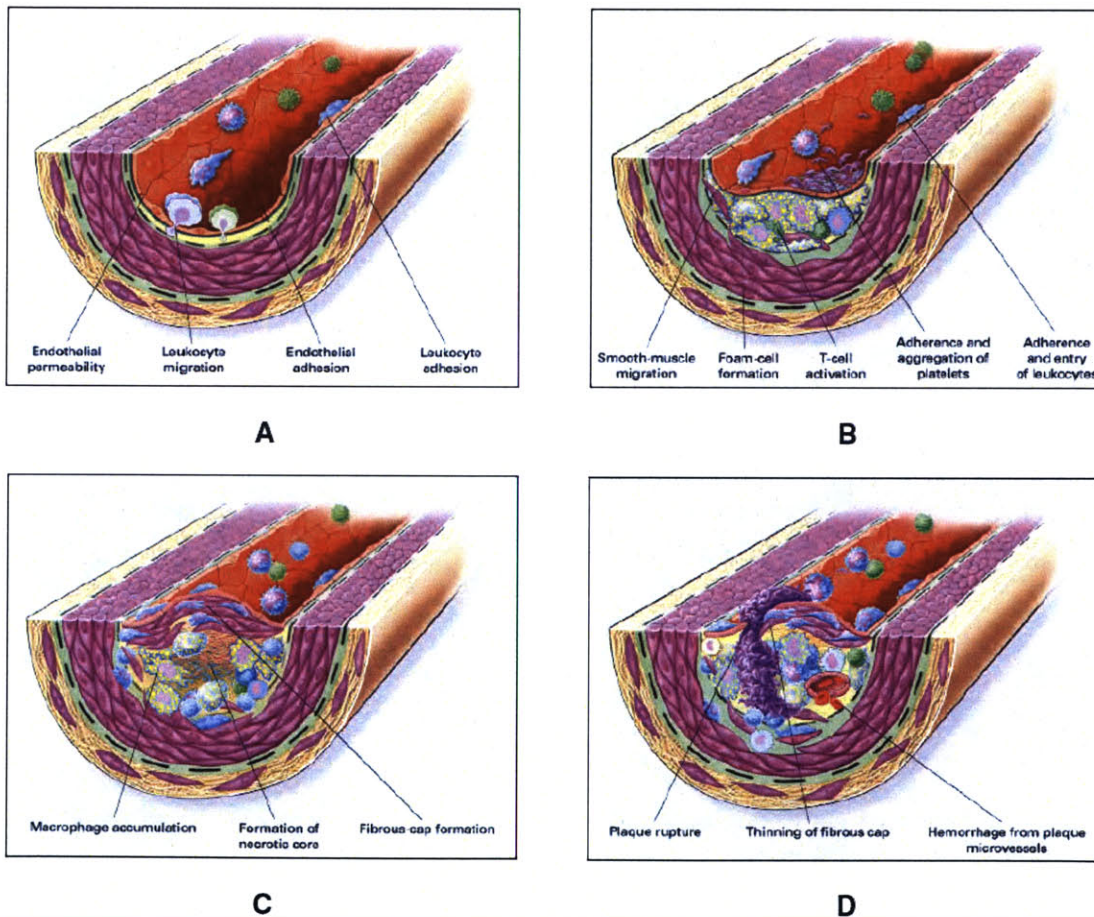 Endothelial
permeability
Leukocyte
migration
Endothelial
adhesion
Leukocyte
adhesion
A
Smooth-muscle
migration
Foam-cell
formation
T-cell
activation
Adherence and
aggregation of
platelets
Adherence
and entry
of leukocytes
B
Macrophage accumulation
Formation of
necrotic core
Fibrous-cap formation
C
Plaque rupture
Thinning of fibrous cap
Hemorrhage from plaque
microvessels
D